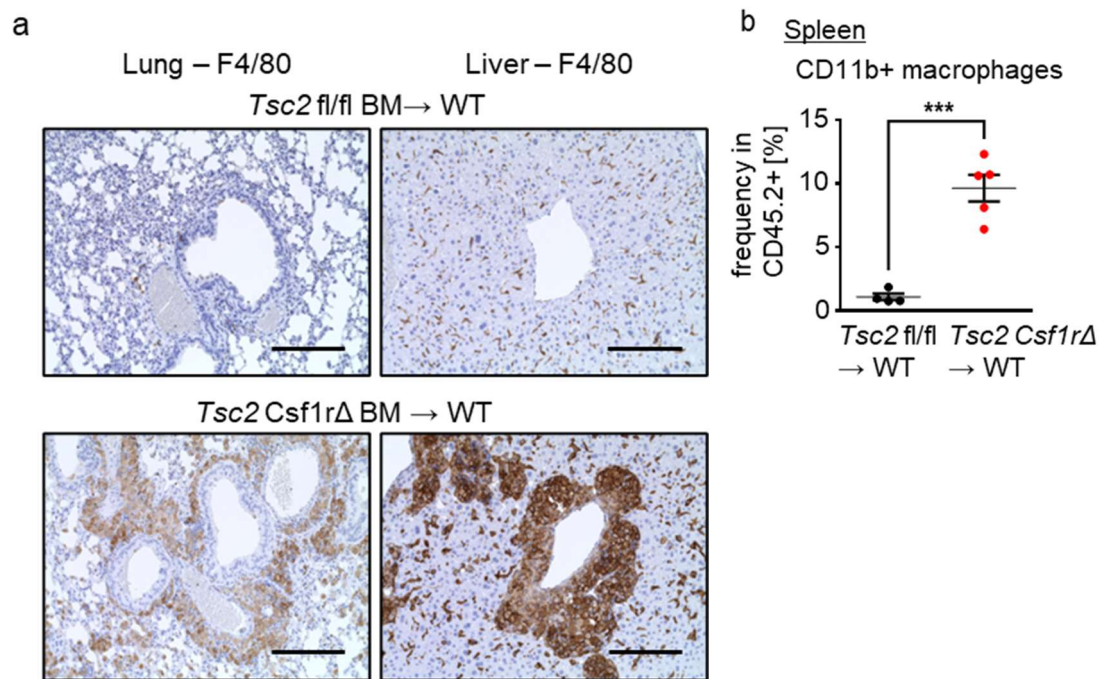 a
Lung – F4/80
Liver – F4/80
Tsc2 fl/fl BM → WT
Tsc2 Csf1rΔ BM → WT
b
Spleen
CD11b+ macrophages
frequency in
CD45.2+ [%]
15
10
5
0
***
Tsc2 fl/fl
→ WT
Tsc2 Csf1rΔ
→ WT